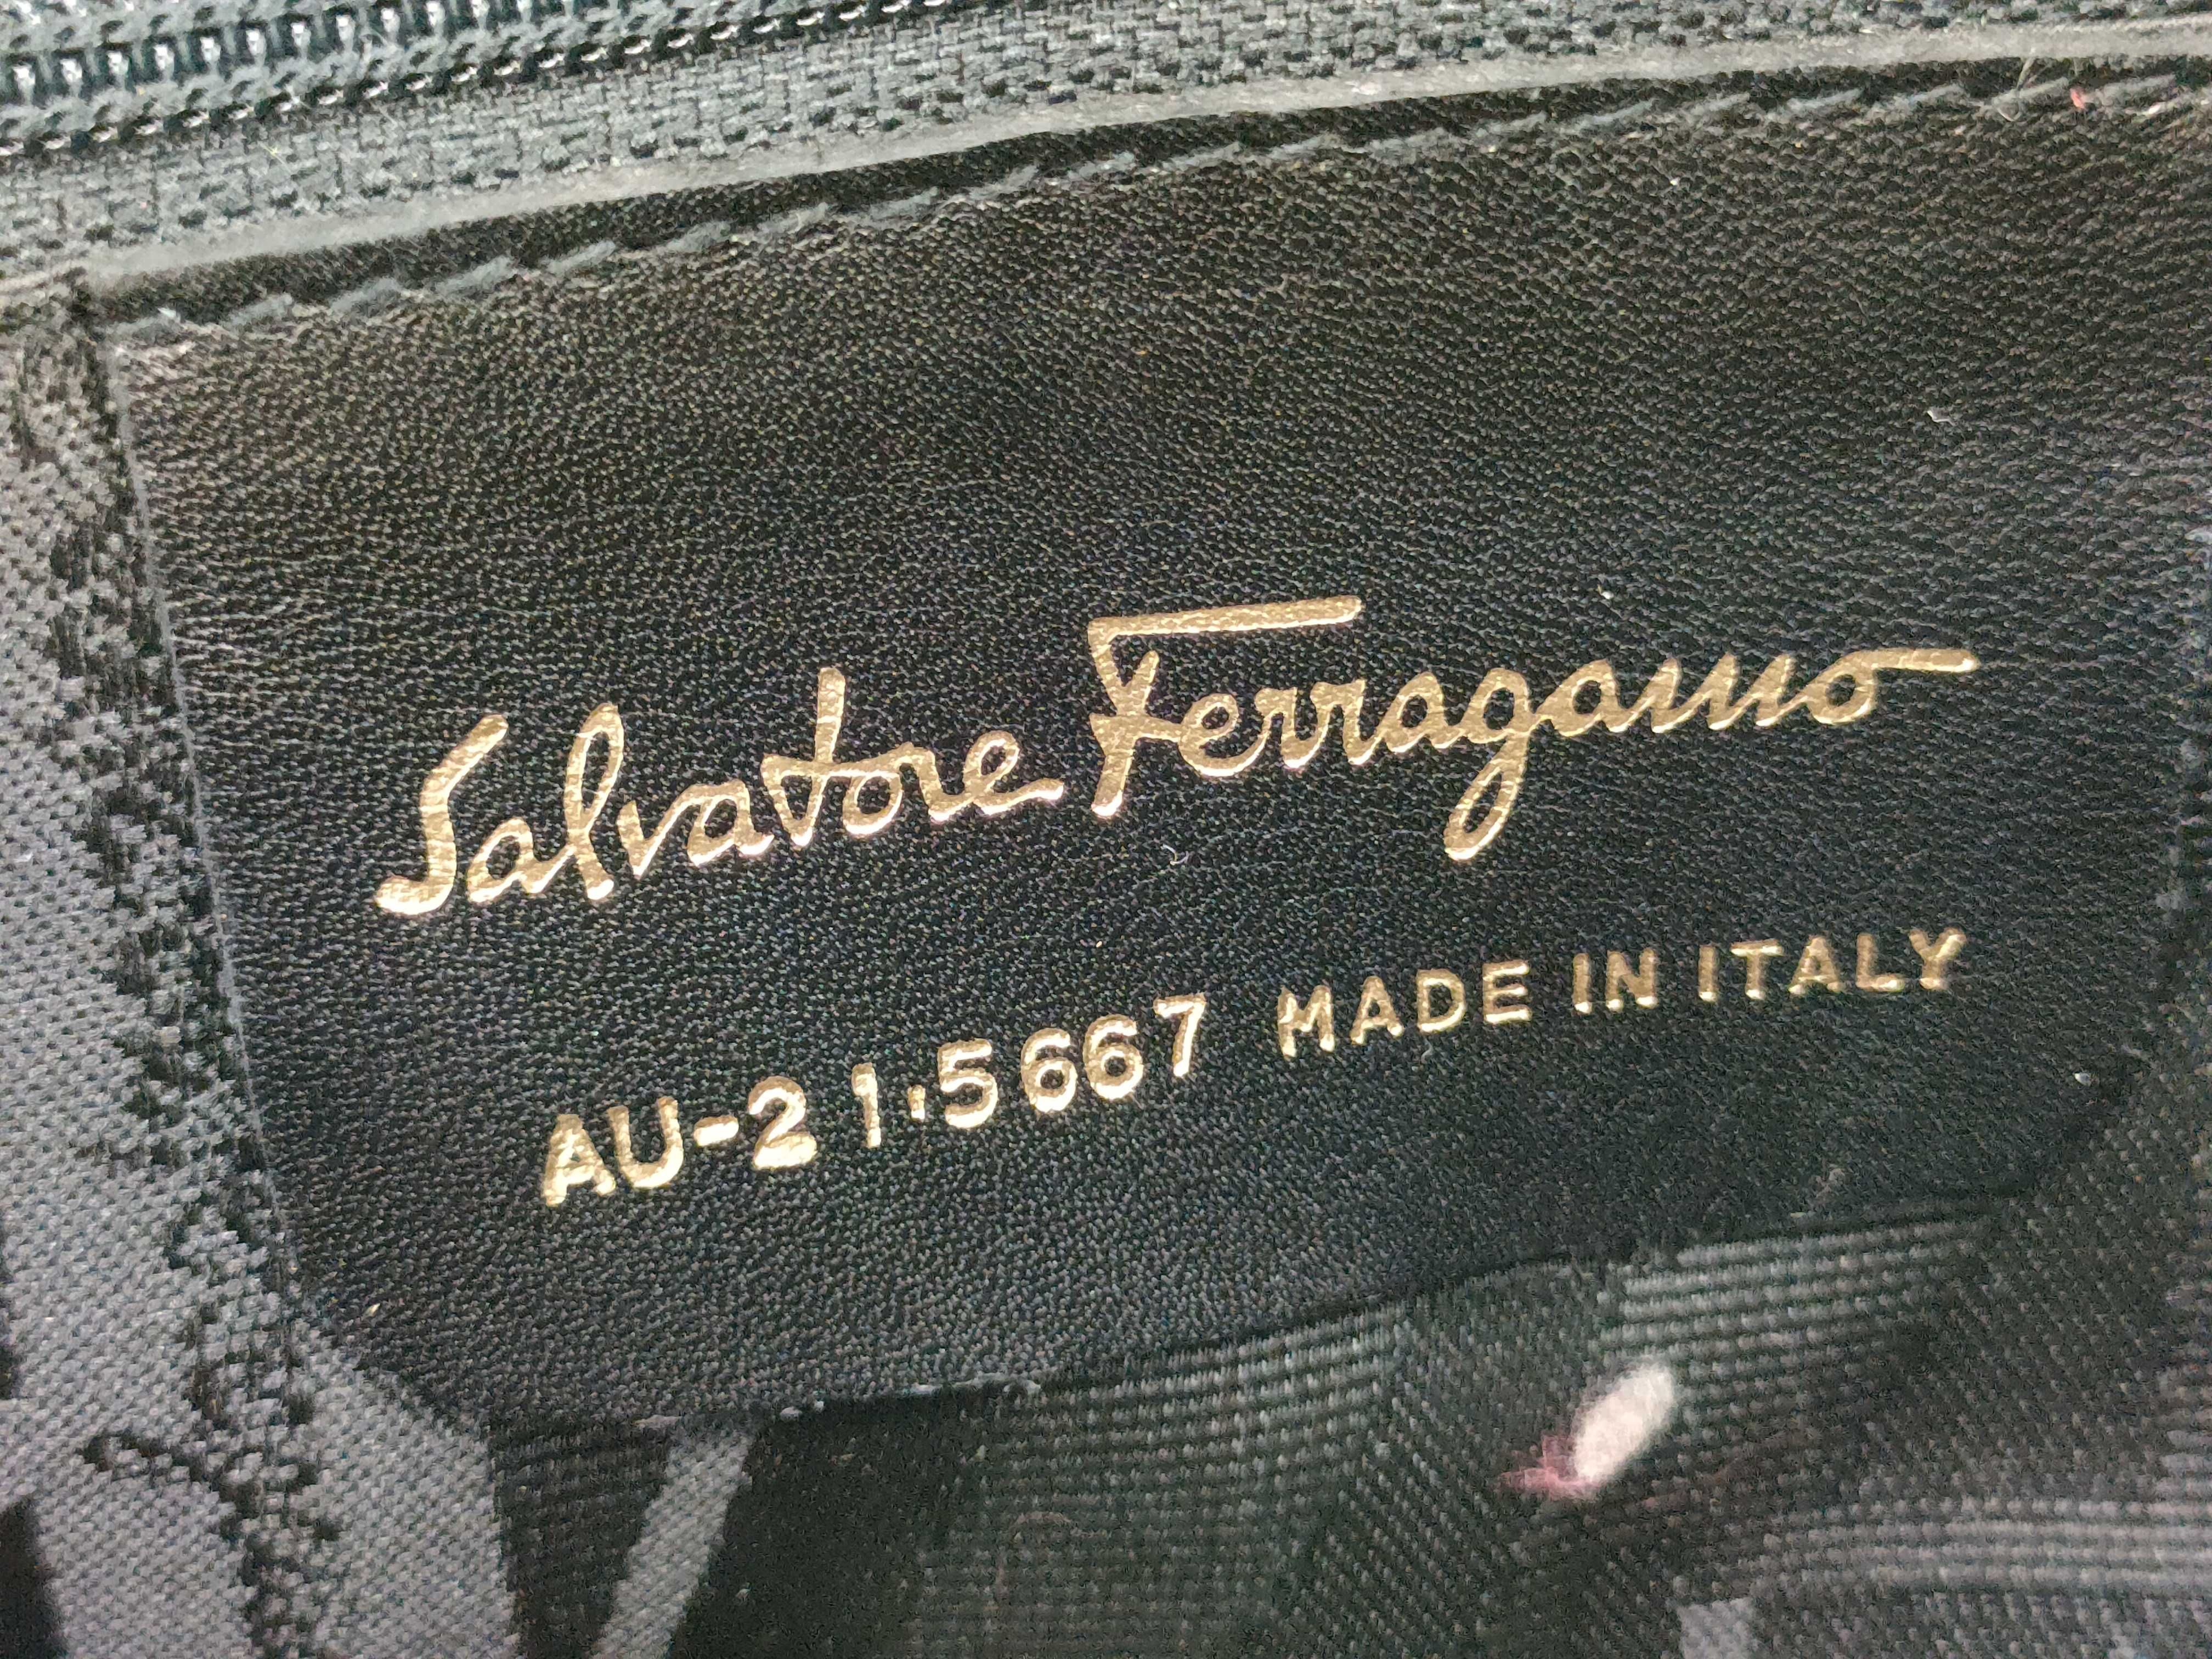 Salvatore Ferragamo
AU-21·5667 MADE IN ITALY